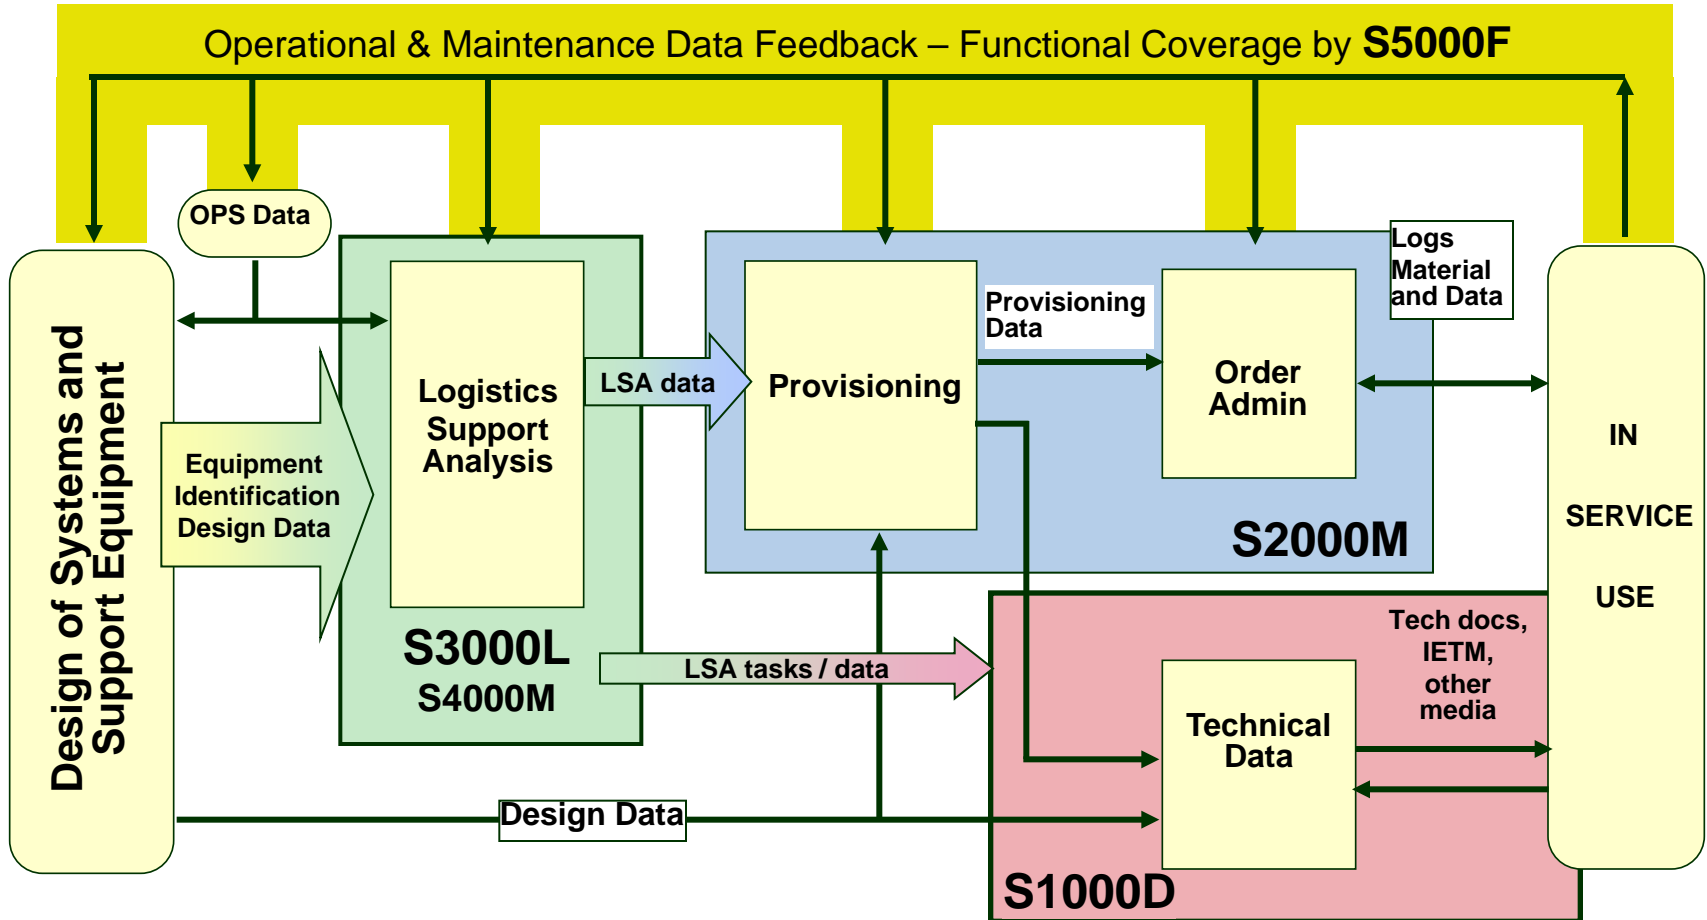 Operational & Maintenance Data Feedback – Functional Coverage by S5000F
OPS Data
Design of Systems and
Support Equipment
Equipment
Identification
Design Data
Logistics
Support
Analysis
S3000L
S4000M
LSA data
Provisioning
Provisioning
Data
Order
Admin
Logs
Material
and Data
S2000M
IN
SERVICE
USE
LSA tasks / data
Tech docs,
IETM,
other
media
Technical
Data
Design Data
S1000D